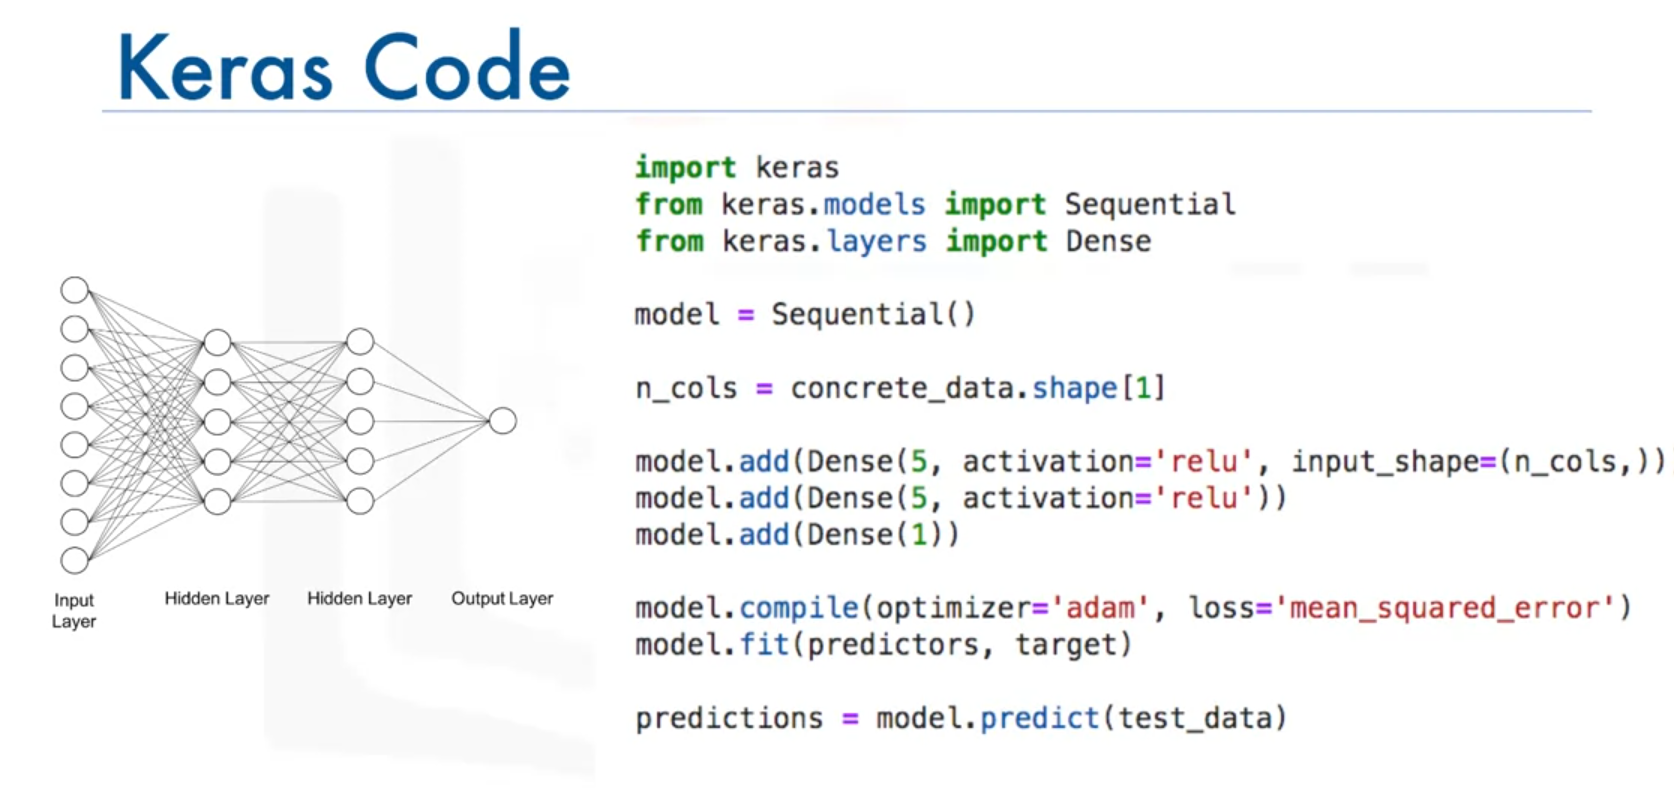 Keras Code
import keras
from keras.models import Sequential
from keras.layers import Dense
model = Sequential()
n_cols = concrete_data.shape[1]
model.add(Dense(5, activation='relu', input_shape=(n_cols,))
model.add(Dense(5, activation='relu'))
model.add(Dense(1))
model.compile(optimizer='adam', loss='mean_squared_error')
model.fit(predictors, target)
predictions = model.predict(test_data)
Input
Layer
Hidden Layer
Hidden Layer
Output Layer